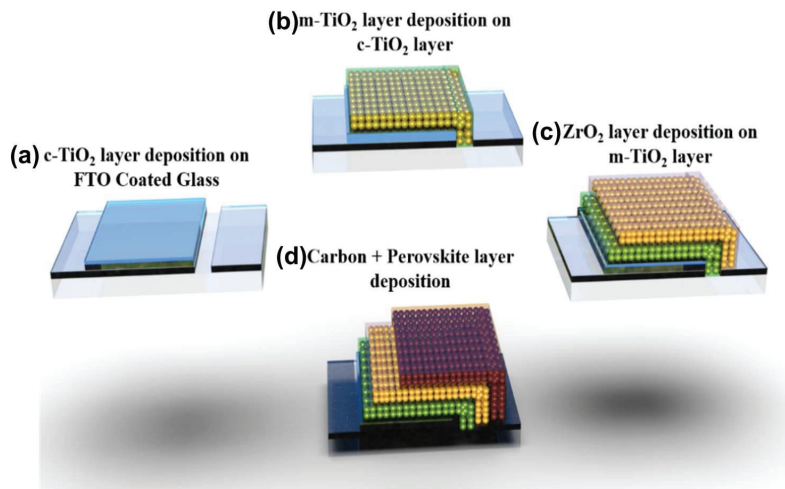 (a) c-TiO₂ layer deposition on
FTO Coated Glass
(b) m-TiO₂ layer deposition on
c-TiO₂ layer
(c) ZrO₂ layer deposition on
m-TiO₂ layer
(d) Carbon + Perovskite layer
deposition